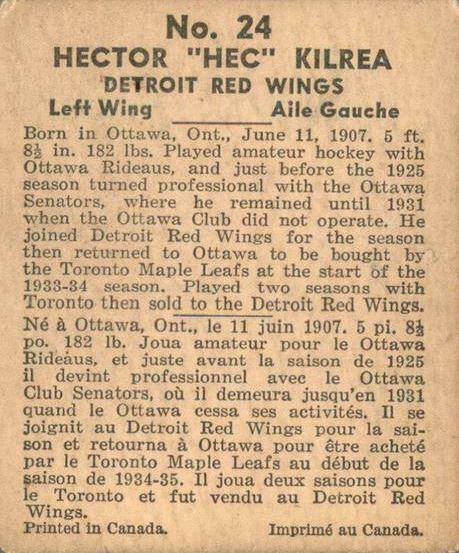 No. 24
HECTOR "HEC" KILREA
DETROIT RED WINGS
Left Wing Aile Gauche
Born in Ottawa, Ont., June 11, 1907. 5 ft.
8½ in. 182 lbs. Played amateur hockey with
Ottawa Rideaus, and just before the 1925
season turned professional with the Ottawa
Senators, where he remained until 1931
when the Ottawa Club did not operate. He
joined Detroit Red Wings for the season
then returned to Ottawa to be bought by
the Toronto Maple Leafs at the start of the
1933-34 season. Played two seasons with
Toronto then sold to the Detroit Red Wings.
Né à Ottawa, Ont., le 11 juin 1907. 5 pi. 8½
po. 182 lb. Joua amateur pour le Ottawa
Rideaus, et juste avant la saison de 1925
il devint professionnel avec le Ottawa
Club Senators, où il demeura jusqu'en 1931
quand le Ottawa cessa ses activités. Il se
joignit au Detroit Red Wings pour la sai-
son et retourna à Ottawa pour être acheté
par le Toronto Maple Leafs au début de la
saison de 1934-35. Il joua deux saisons pour
le Toronto et fut vendu au Detroit Red
Wings.
Printed in Canada. Imprimé au Canada.